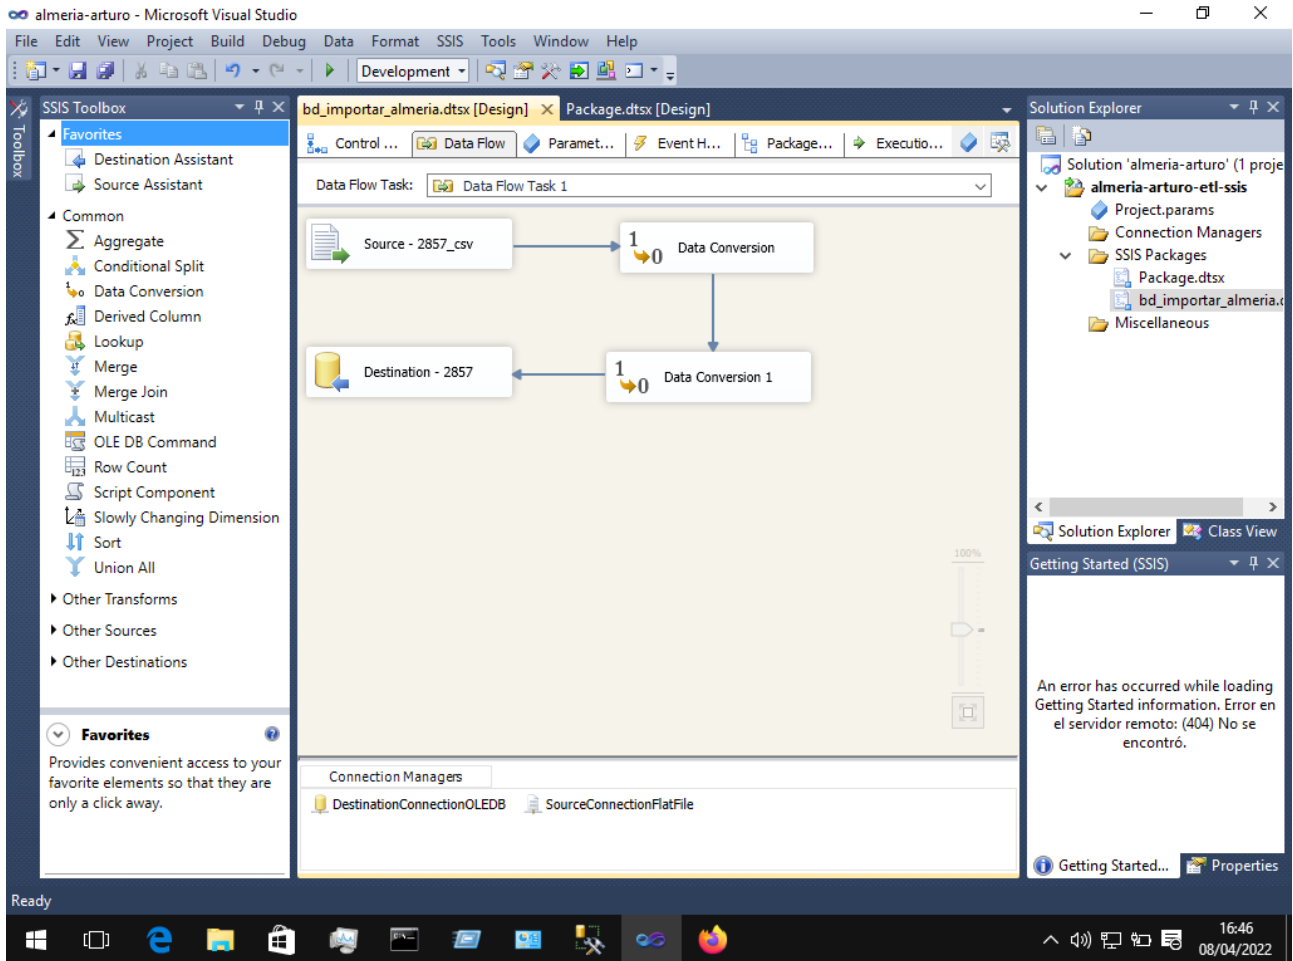 almeria-arturo - Microsoft Visual Studio
File Edit View Project Build Debug Data Format SSIS Tools Window Help
Development
Toolbox
SSIS Toolbox
Favorites
Destination Assistant
Source Assistant
Common
Aggregate
Conditional Split
Data Conversion
Derived Column
Lookup
Merge
Merge Join
Multicast
OLE DB Command
Row Count
Script Component
Slowly Changing Dimension
Sort
Union All
Other Transforms
Other Sources
Other Destinations
Favorites
Provides convenient access to your
favorite elements so that they are
only a click away.
bd_importar_almeria.dtsx [Design] Package.dtsx [Design]
Control ... Data Flow Paramet... Event H... Package... Executio...
Data Flow Task: Data Flow Task 1
Source - 2857_csv
Data Conversion
Destination - 2857
Data Conversion 1
100%
Connection Managers
DestinationConnectionOLEDB SourceConnectionFlatFile
Solution Explorer
Solution 'almeria-arturo' (1 proje
almeria-arturo-etl-ssis
Project.params
Connection Managers
SSIS Packages
Package.dtsx
bd_importar_almeria.d
Miscellaneous
Solution Explorer Class View
Getting Started (SSIS)
An error has occurred while loading
Getting Started information. Error en
el servidor remoto: (404) No se
encontró.
Getting Started... Properties
Ready
16:46
08/04/2022